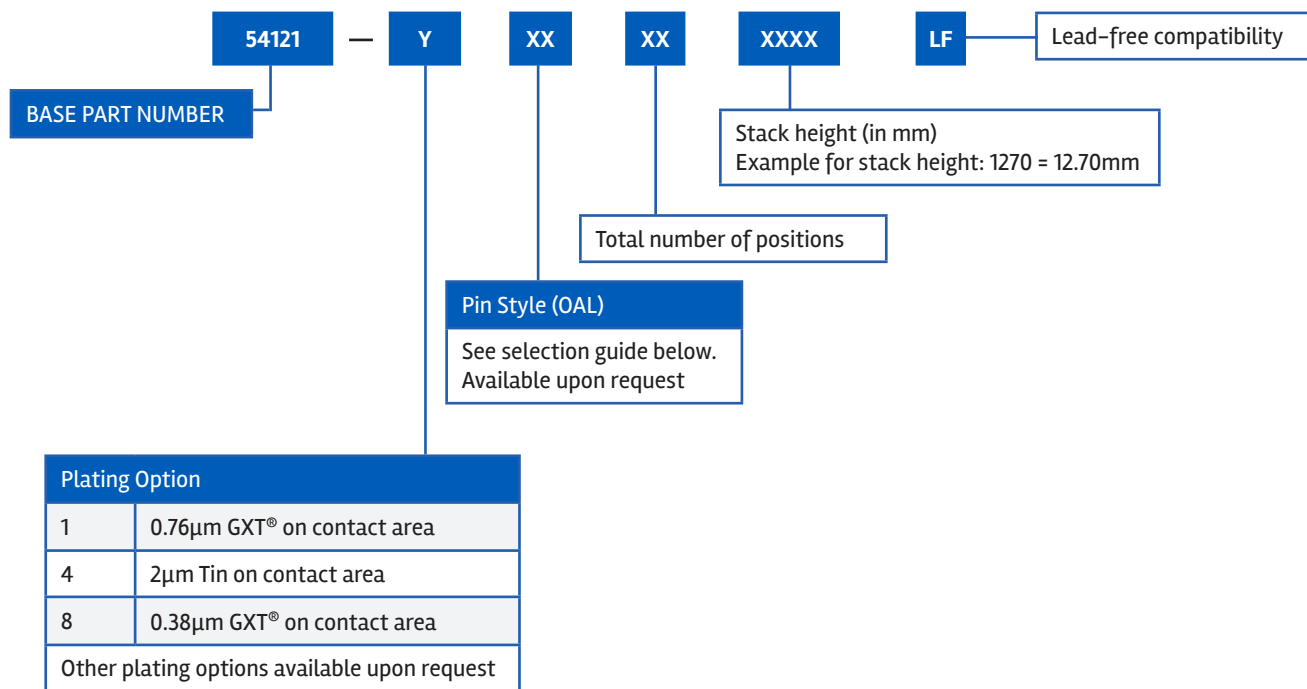 54121 — Y XX XX XXXX LF
Lead-free compatibility
BASE PART NUMBER
Stack height (in mm)
Example for stack height: 1270 = 12.70mm
Total number of positions
Pin Style (OAL)
See selection guide below.
Available upon request
Plating Option
1 0.76µm GXT® on contact area
4 2µm Tin on contact area
8 0.38µm GXT® on contact area
Other plating options available upon request